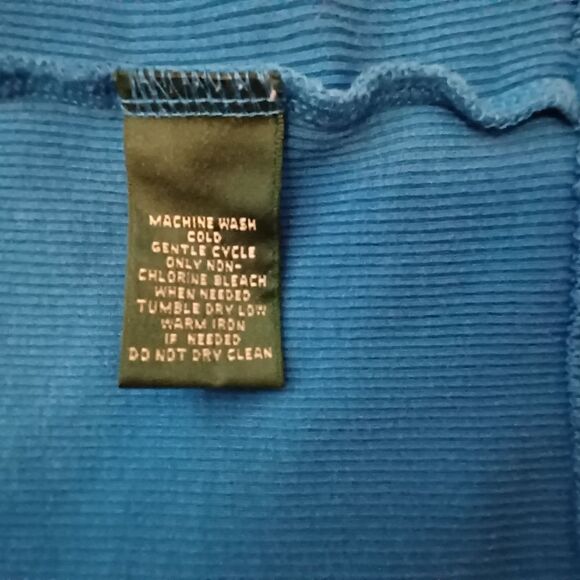 MACHINE WASH
COLD
GENTLE CYCLE
ONLY NON-
CHLORINE BLEACH
WHEN NEEDED
TUMBLE DRY LOW
WARM IRON
IF NEEDED
DO NOT DRY CLEAN